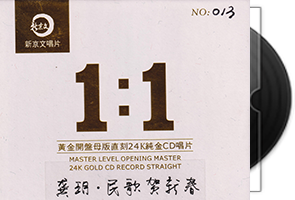 NO: 013
新京文唱片
1:1
黃金開盤母版直刻24K純金CD唱片
MASTER LEVEL OPENING MASTER
24K GOLD CD RECORD STRAIGHT
龚玥·民歌贺新春